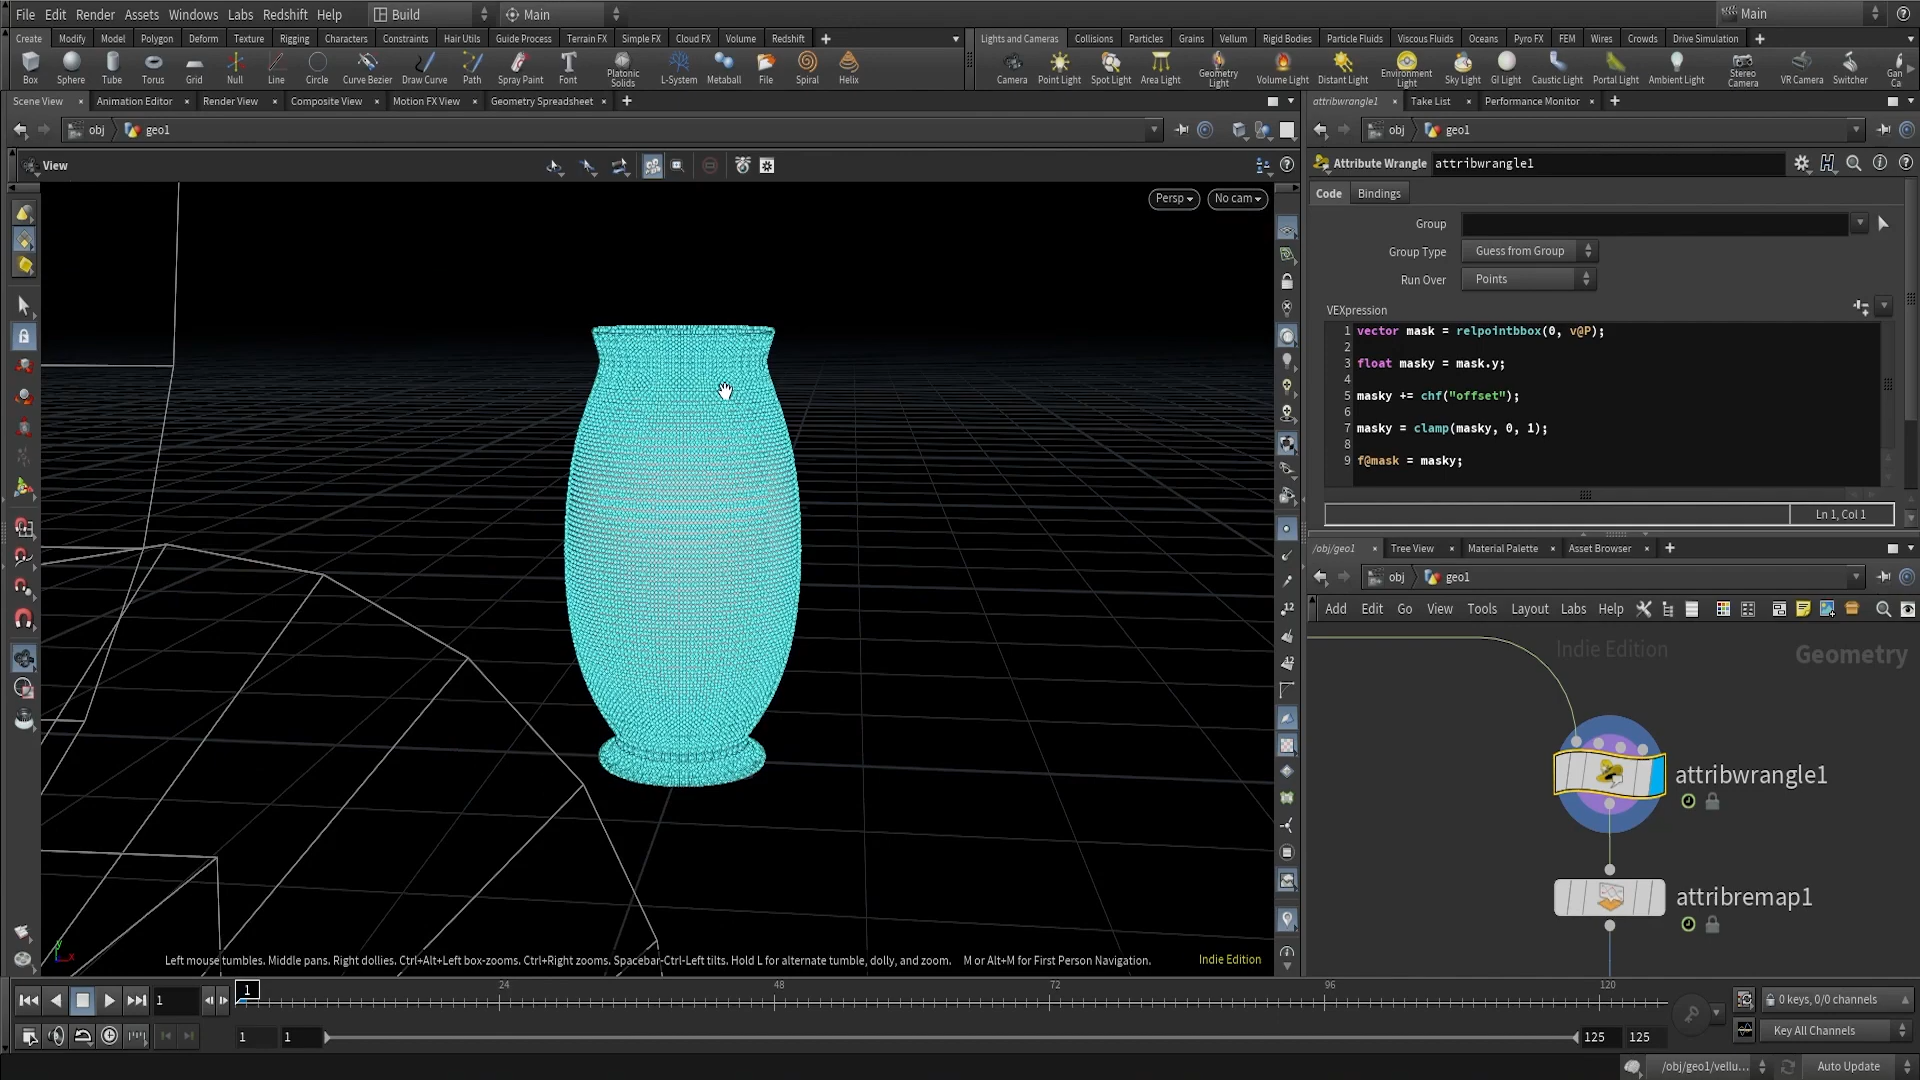 File Edit Render Assets Windows Labs Redshift Help Build Main Main
Create Modify Model Polygon Deform Texture Rigging Characters Constraints Hair Utils Guide Process Terrain FX Simple FX Cloud FX Volume Redshift
Lights and Cameras Collisions Particles Grains Vellum Rigid Bodies Particle Fluids Viscous Fluids Oceans Pyro FX FEM Wires Crowds Drive Simulation
Box Sphere Tube Torus Grid Null Line Circle Curve Bezier Draw Curve Path Spray Paint Font Platonic Solids L-System Metaball File Spiral Helix
Camera Point Light Spot Light Area Light Geometry Light Volume Light Distant Light Environment Light Sky Light GI Light Caustic Light Portal Light Ambient Light Stereo Camera VR Camera Switcher Gan Ca
Scene View Animation Editor Render View Composite View Motion FX View Geometry Spreadsheet
attribwrangle1 Take List Performance Monitor
obj geo1
obj geo1
View
Attribute Wrangle attribwrangle1
Persp No cam
Code Bindings
Group
Group Type Guess from Group
Run Over Points
VEXpression
1 vector mask = relpointbbox(0, v@P);
2
3 float masky = mask.y;
4
5 masky += chf("offset");
6
7 masky = clamp(masky, 0, 1);
8
9 f@mask = masky;
Ln 1, Col 1
/obj/geo1 Tree View Material Palette Asset Browser
obj geo1
Add Edit Go View Tools Layout Labs Help
Indie Edition Geometry
attribwrangle1
attribremap1
12
12
y
x
Left mouse tumbles. Middle pans. Right dollies. Ctrl+Alt+Left box-zooms. Ctrl+Right zooms. Spacebar-Ctrl-Left tilts. Hold L for alternate tumble, dolly, and zoom. M or Alt+M for First Person Navigation.
Indie Edition
1 1 24 48 72 96 120
0 keys, 0/0 channels
1 1 125 125
Key All Channels
/obj/geo1/vellu... Auto Update